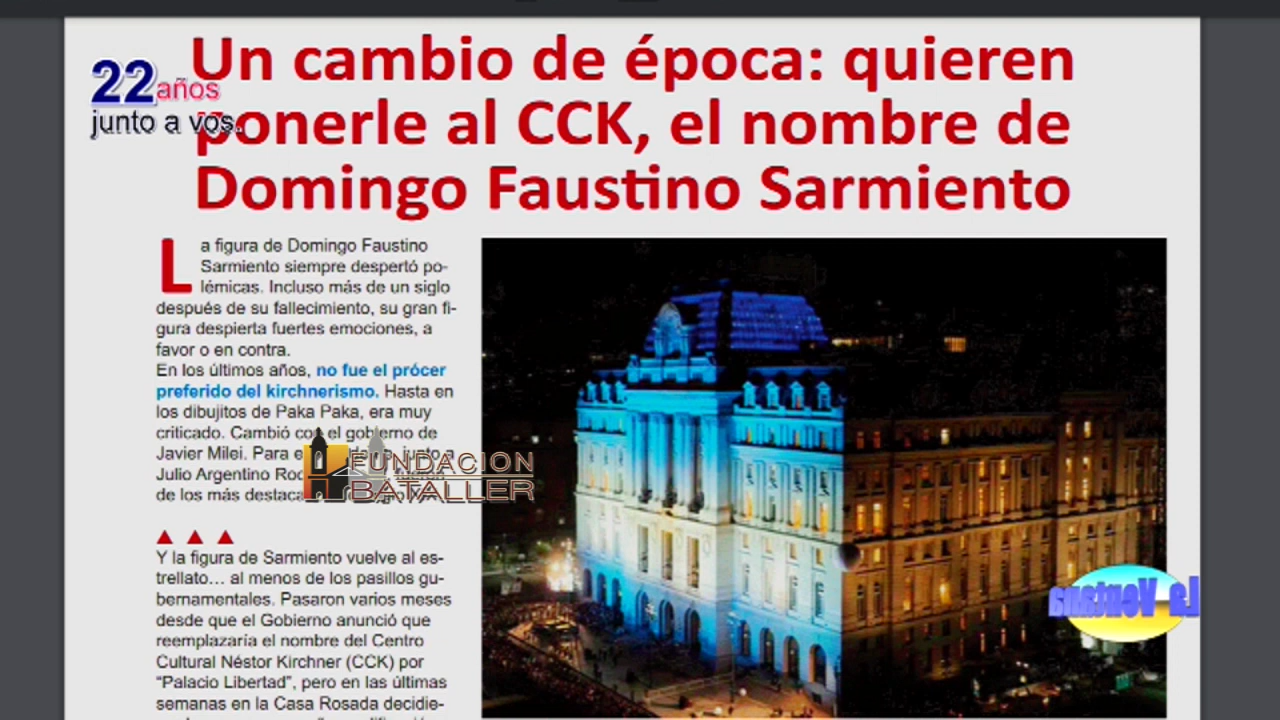 22 años
junto a vos.
Un cambio de época: quieren
ponerle al CCK, el nombre de
Domingo Faustino Sarmiento
La figura de Domingo Faustino
Sarmiento siempre despertó po-
lémicas. Incluso más de un siglo
después de su fallecimiento, su gran fi-
gura despierta fuertes emociones, a
favor o en contra.
En los últimos años, no fue el prócer
preferido del kirchnerismo. Hasta en
los dibujitos de Paka Paka, era muy
criticado. Cambió con el gobierno de
Javier Milei. Para
Julio Argentino
de los más
FUNDACION
BATALLER
Y la figura de Sarmiento vuelve al es-
trellato… al menos de los pasillos gu-
bernamentales. Pasaron varios meses
desde que el Gobierno anunció que
reemplazaría el nombre del Centro
Cultural Néstor Kirchner (CCK) por
“Palacio Libertad”, pero en las últimas
semanas en la Casa Rosada decidie-
La Ventana